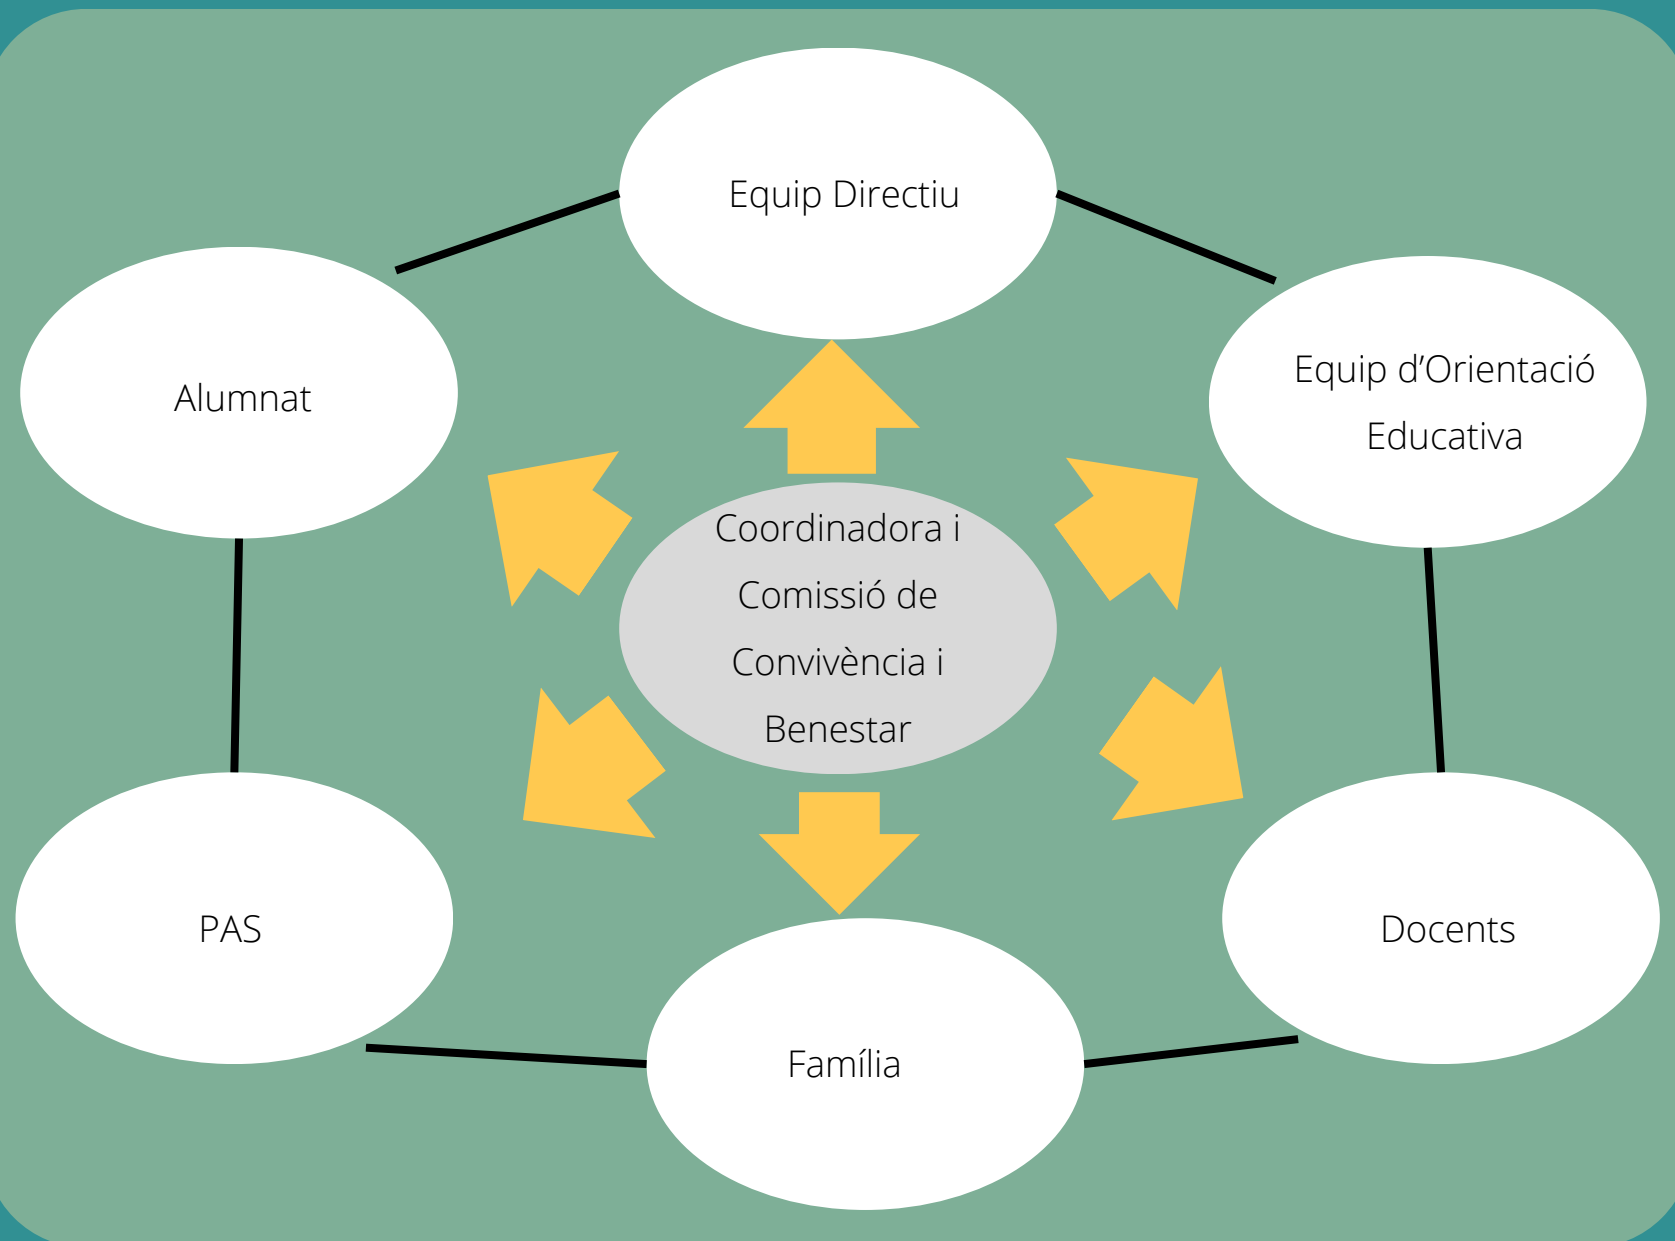 Equip Directiu
Alumnat
Equip d’Orientació
Educativa
Coordinadora i
Comissió de
Convivència i
Benestar
PAS
Docents
Família